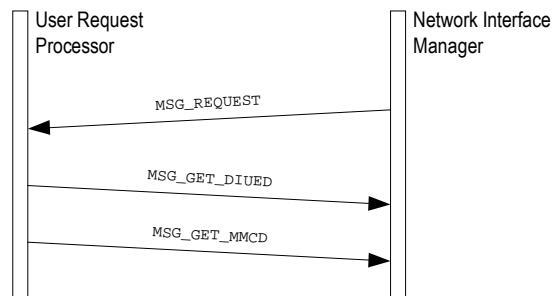 User Request
Processor
Network Interface
Manager
MSG_REQUEST
MSG_GET_DIUED
MSG_GET_MMCD